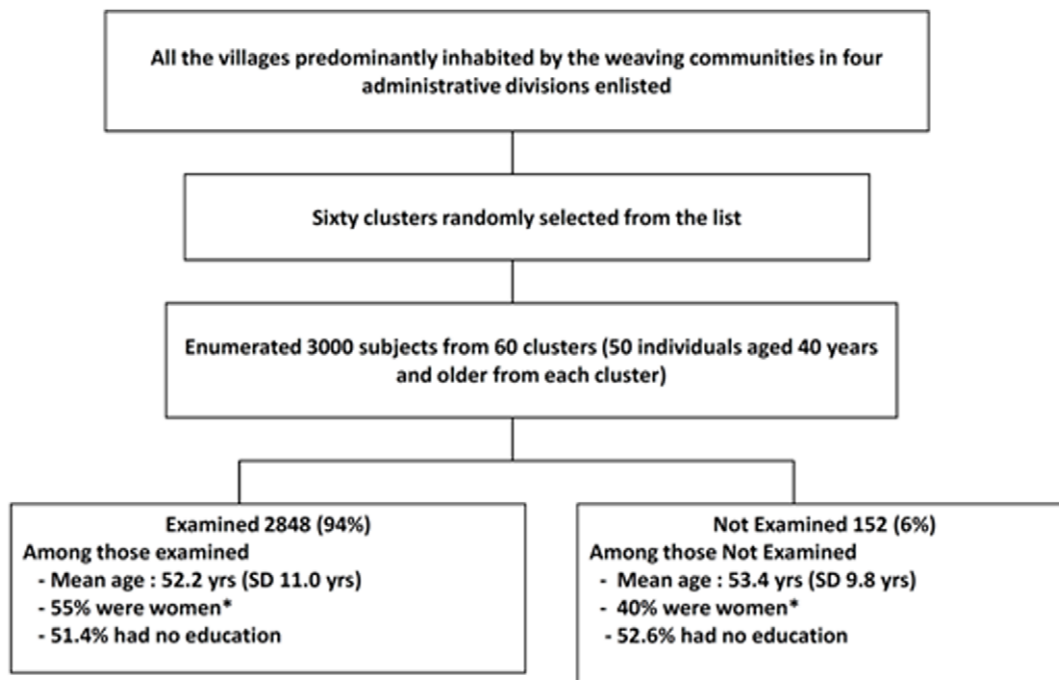 All the villages predominantly inhabited by the weaving communities in four
administrative divisions enlisted
Sixty clusters randomly selected from the list
Enumerated 3000 subjects from 60 clusters (50 individuals aged 40 years
and older from each cluster)
Examined 2848 (94%)
Among those examined
- Mean age : 52.2 yrs (SD 11.0 yrs)
- 55% were women*
- 51.4% had no education
Not Examined 152 (6%)
Among those Not Examined
- Mean age : 53.4 yrs (SD 9.8 yrs)
- 40% were women*
- 52.6% had no education